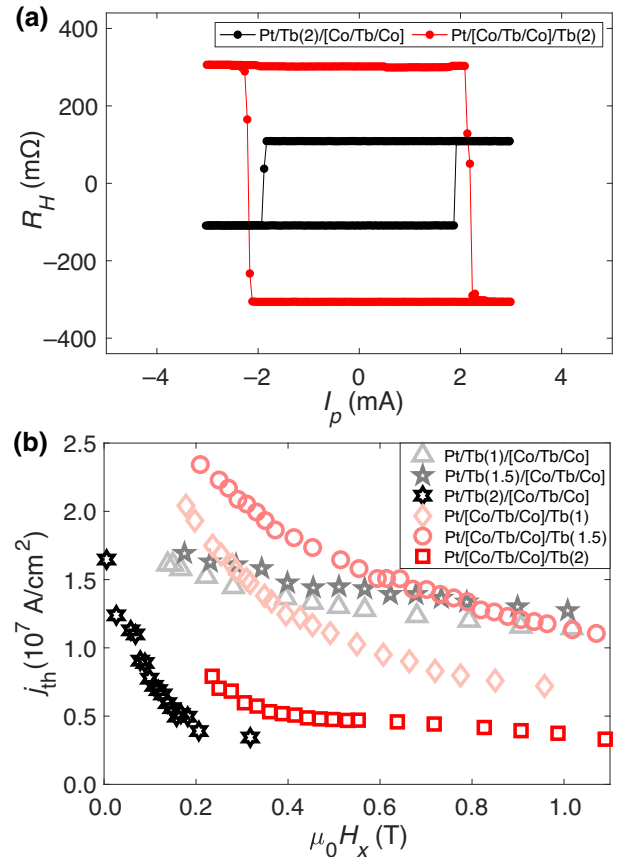 (a)
Pt/Tb(2)/[Co/Tb/Co] Pt/[Co/Tb/Co]/Tb(2)
400
200
0
−200
−400
R_H (mΩ)
−4 −2 0 2 4
I_p (mA)
(b)
Pt/Tb(1)/[Co/Tb/Co]
Pt/Tb(1.5)/[Co/Tb/Co]
Pt/Tb(2)/[Co/Tb/Co]
Pt/[Co/Tb/Co]/Tb(1)
Pt/[Co/Tb/Co]/Tb(1.5)
Pt/[Co/Tb/Co]/Tb(2)
2.5
2.0
1.5
1.0
0.5
0.0
j_th (10^7 A/cm^2)
0.0 0.2 0.4 0.6 0.8 1.0
μ_0H_x (T)